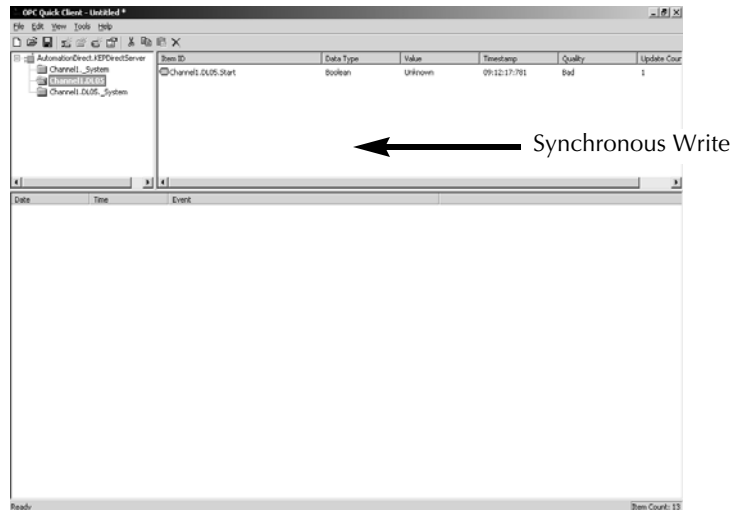 OPC Quick Client - Untitled *
File Edit View Tools Help
AutomationDirect.KEPDirectServer
Channel1._System
Channel1.DL05
Channel1.DL05._System
Item ID Data Type Value Timestamp Quality Update Cour
Channel1.DL05.Start Boolean Unknown 09:12:17:781 Bad 1
Synchronous Write
Date Time Event
Ready Item Count: 13